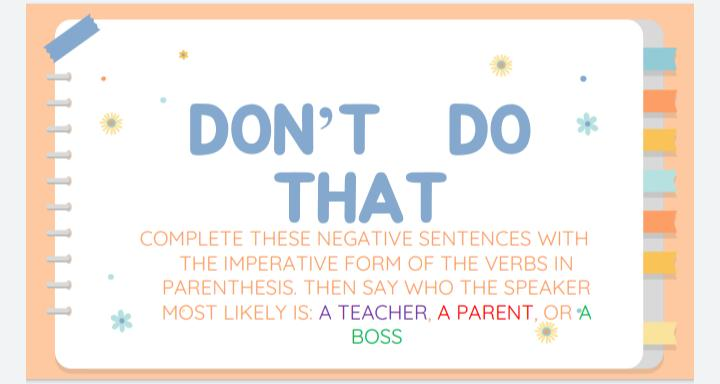 DON'T DO
THAT
COMPLETE THESE NEGATIVE SENTENCES WITH
THE IMPERATIVE FORM OF THE VERBS IN
PARENTHESIS. THEN SAY WHO THE SPEAKER
MOST LIKELY IS: A TEACHER, A PARENT, OR A
BOSS